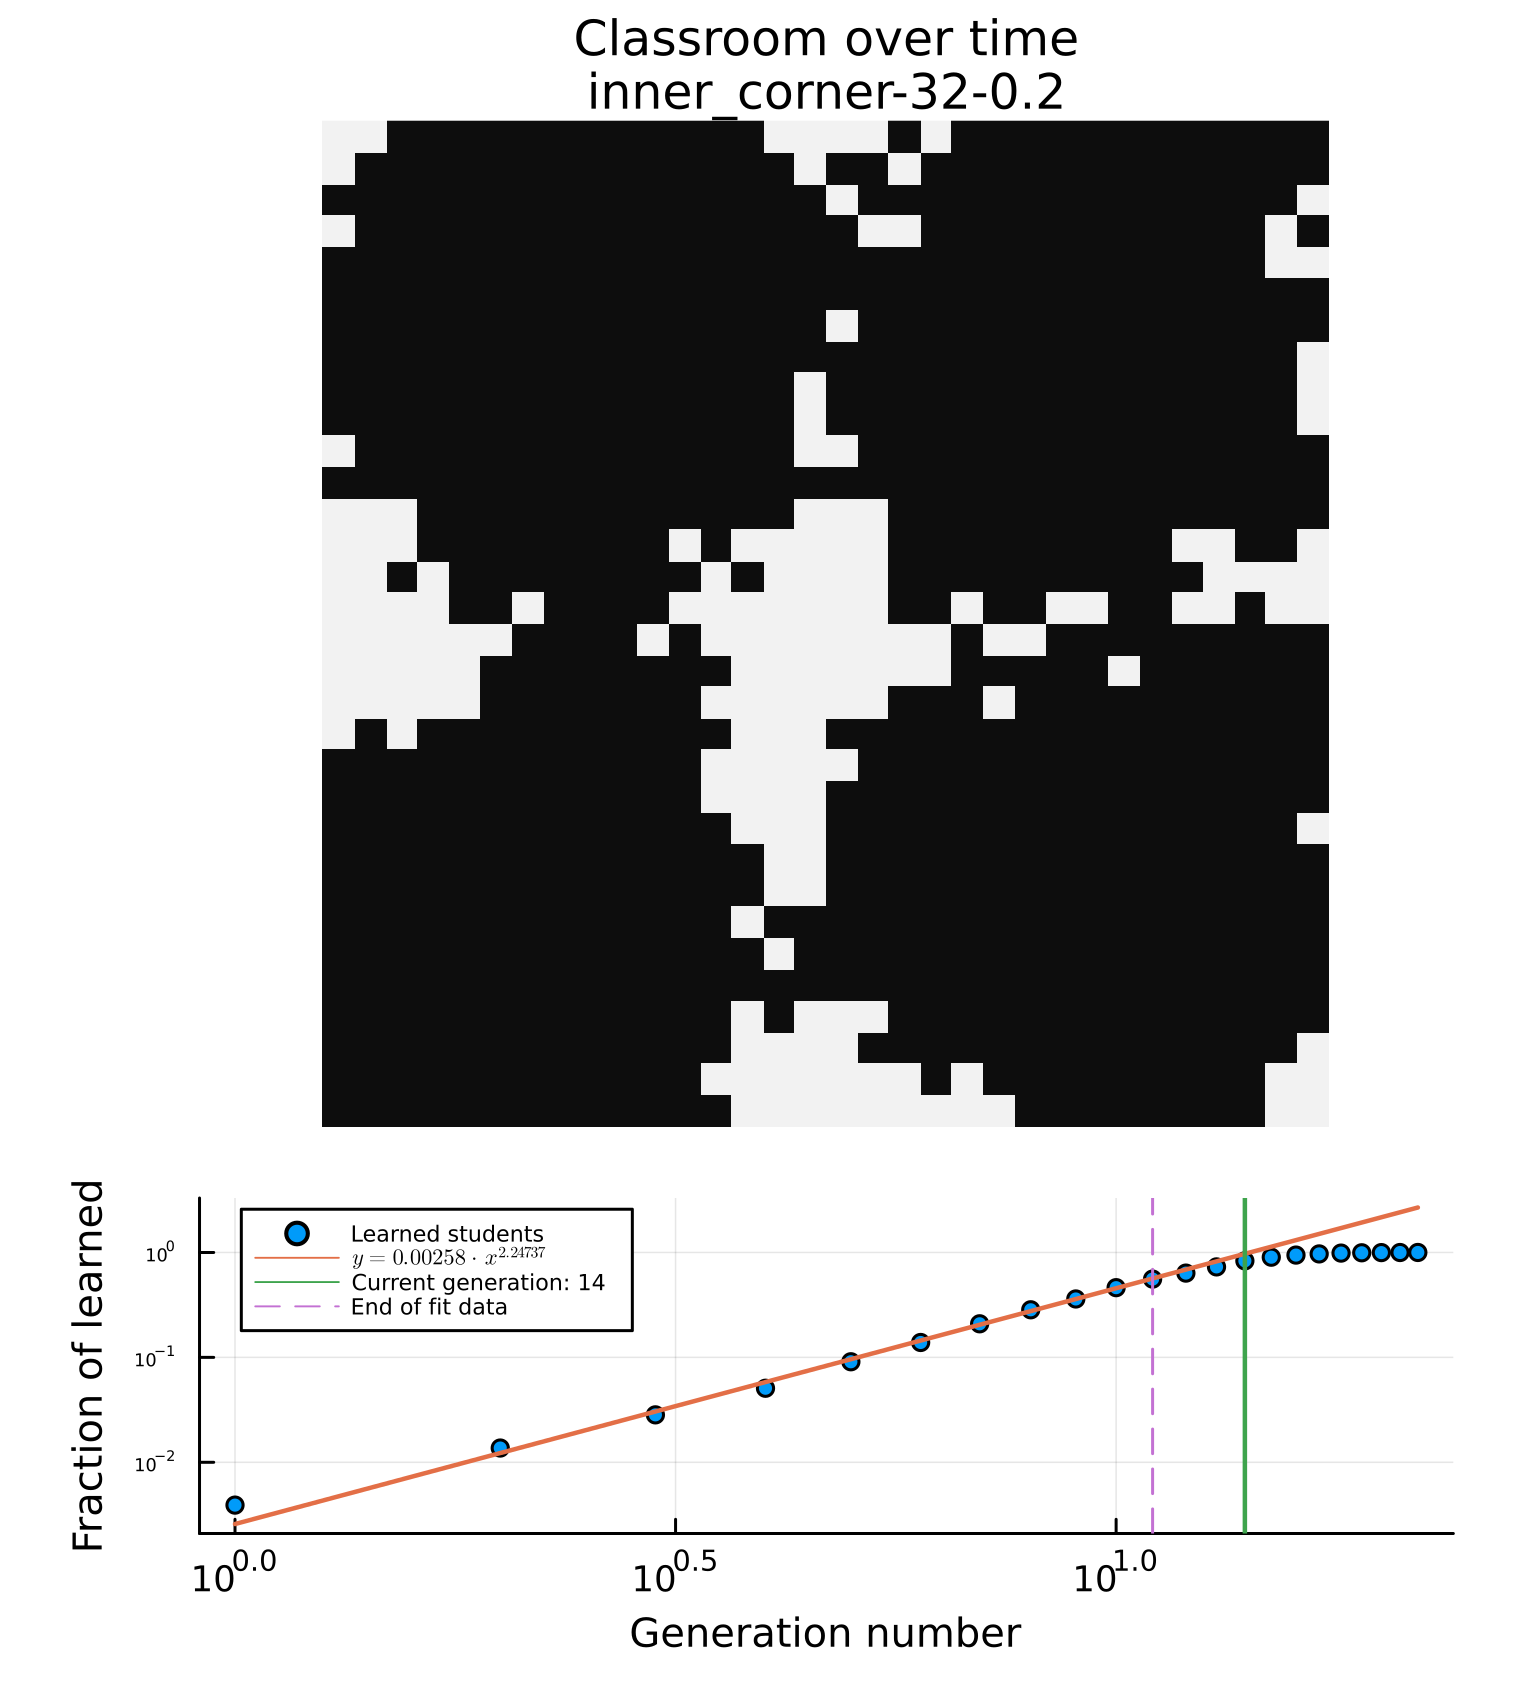 Classroom over time
inner_corner-32-0.2
Fraction of learned
10⁰
10⁻¹
10⁻²
Learned students
y = 0.00258 · x^2.24737
Current generation: 14
End of fit data
10^0.0
10^0.5
10^1.0
Generation number